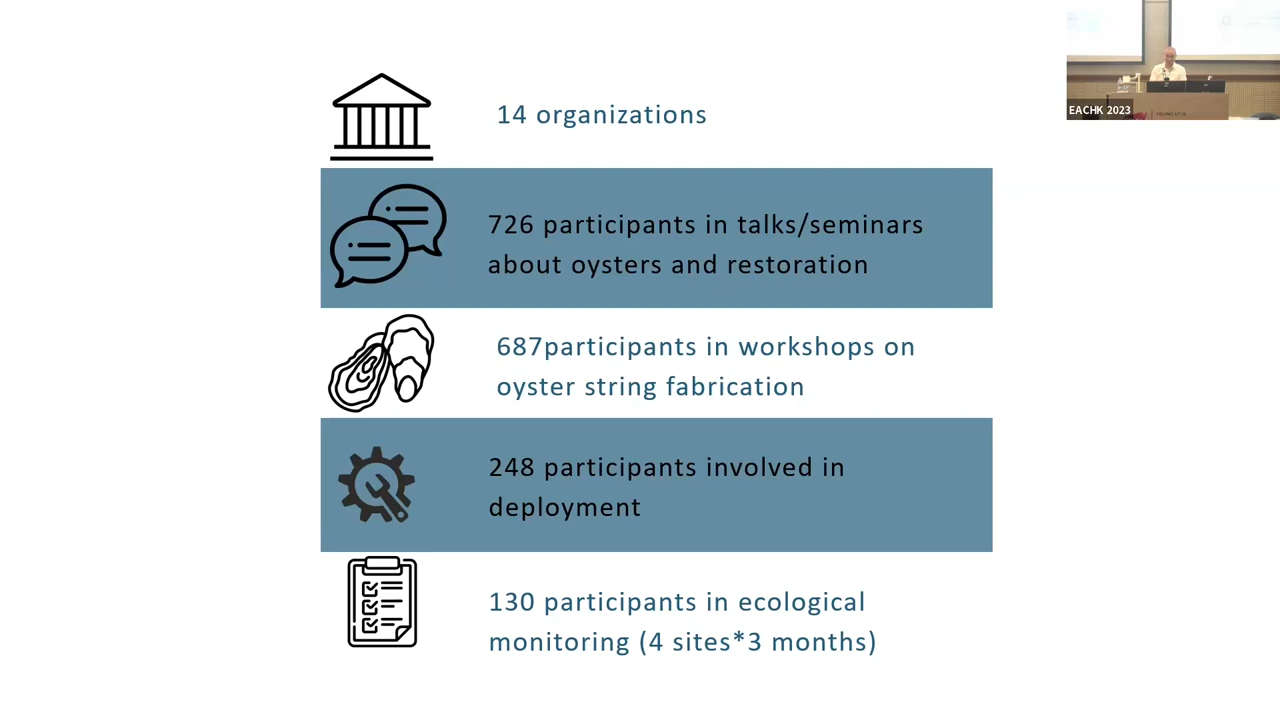 14 organizations
726 participants in talks/seminars
about oysters and restoration
687participants in workshops on
oyster string fabrication
248 participants involved in
deployment
130 participants in ecological
monitoring (4 sites*3 months)
EACHK 2023